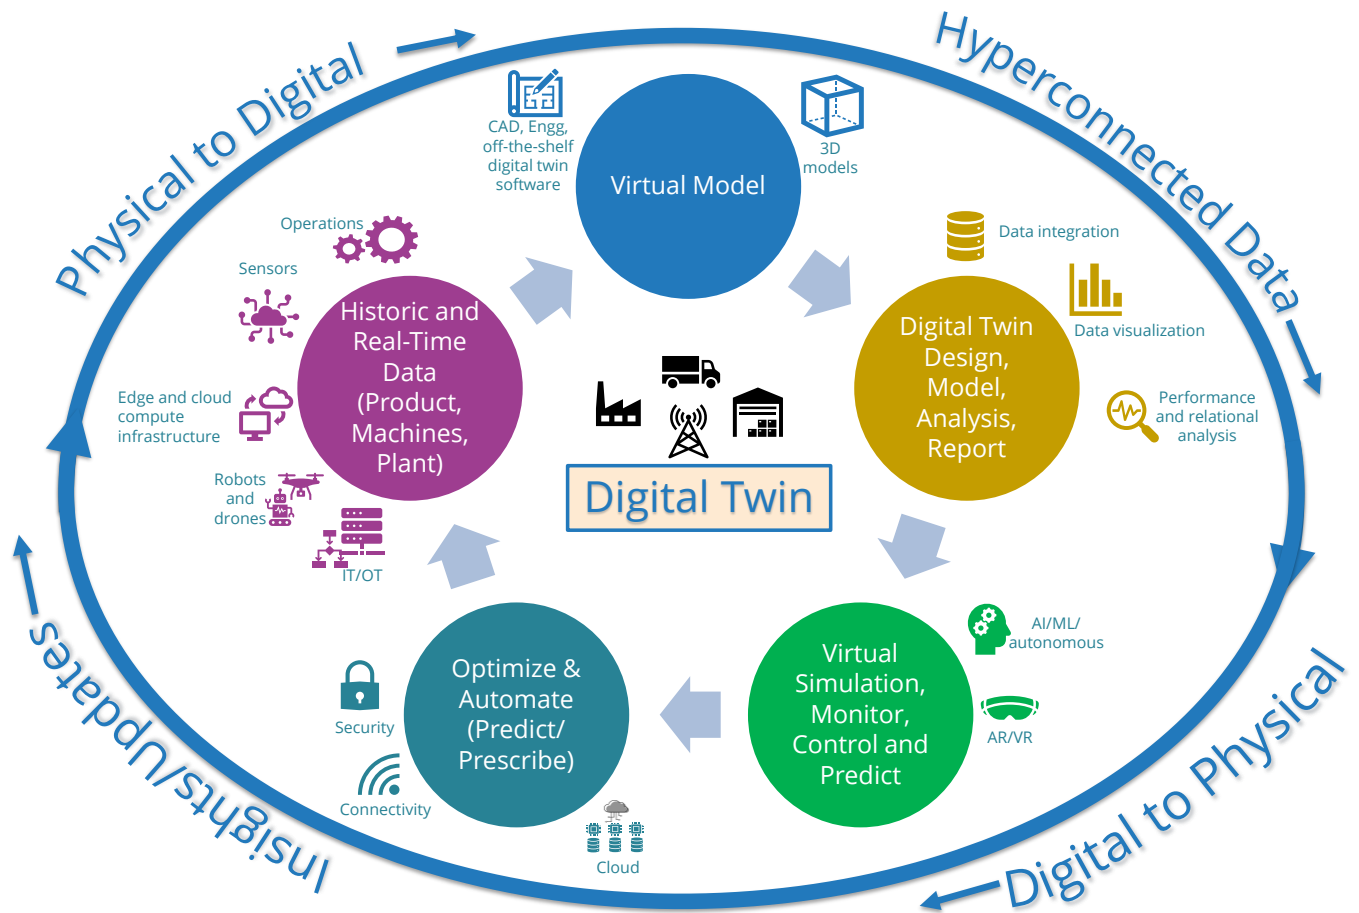 Physical to Digital
Hyperconnected Data
CAD, Engg,
off-the-shelf
digital twin
software
Virtual Model
3D
models
Operations
Sensors
Edge and cloud
compute
infrastructure
Robots
and
drones
IT/OT
Historic and
Real-Time
Data
(Product,
Machines,
Plant)
Data integration
Data visualization
Performance
and relational
analysis
Digital Twin
Design,
Model,
Analysis,
Report
Digital Twin
AI/ML/
autonomous
AR/VR
Virtual
Simulation,
Monitor,
Control and
Predict
Optimize &
Automate
(Predict/
Prescribe)
Security
Connectivity
Cloud
Digital to Physical
Insights/Updates